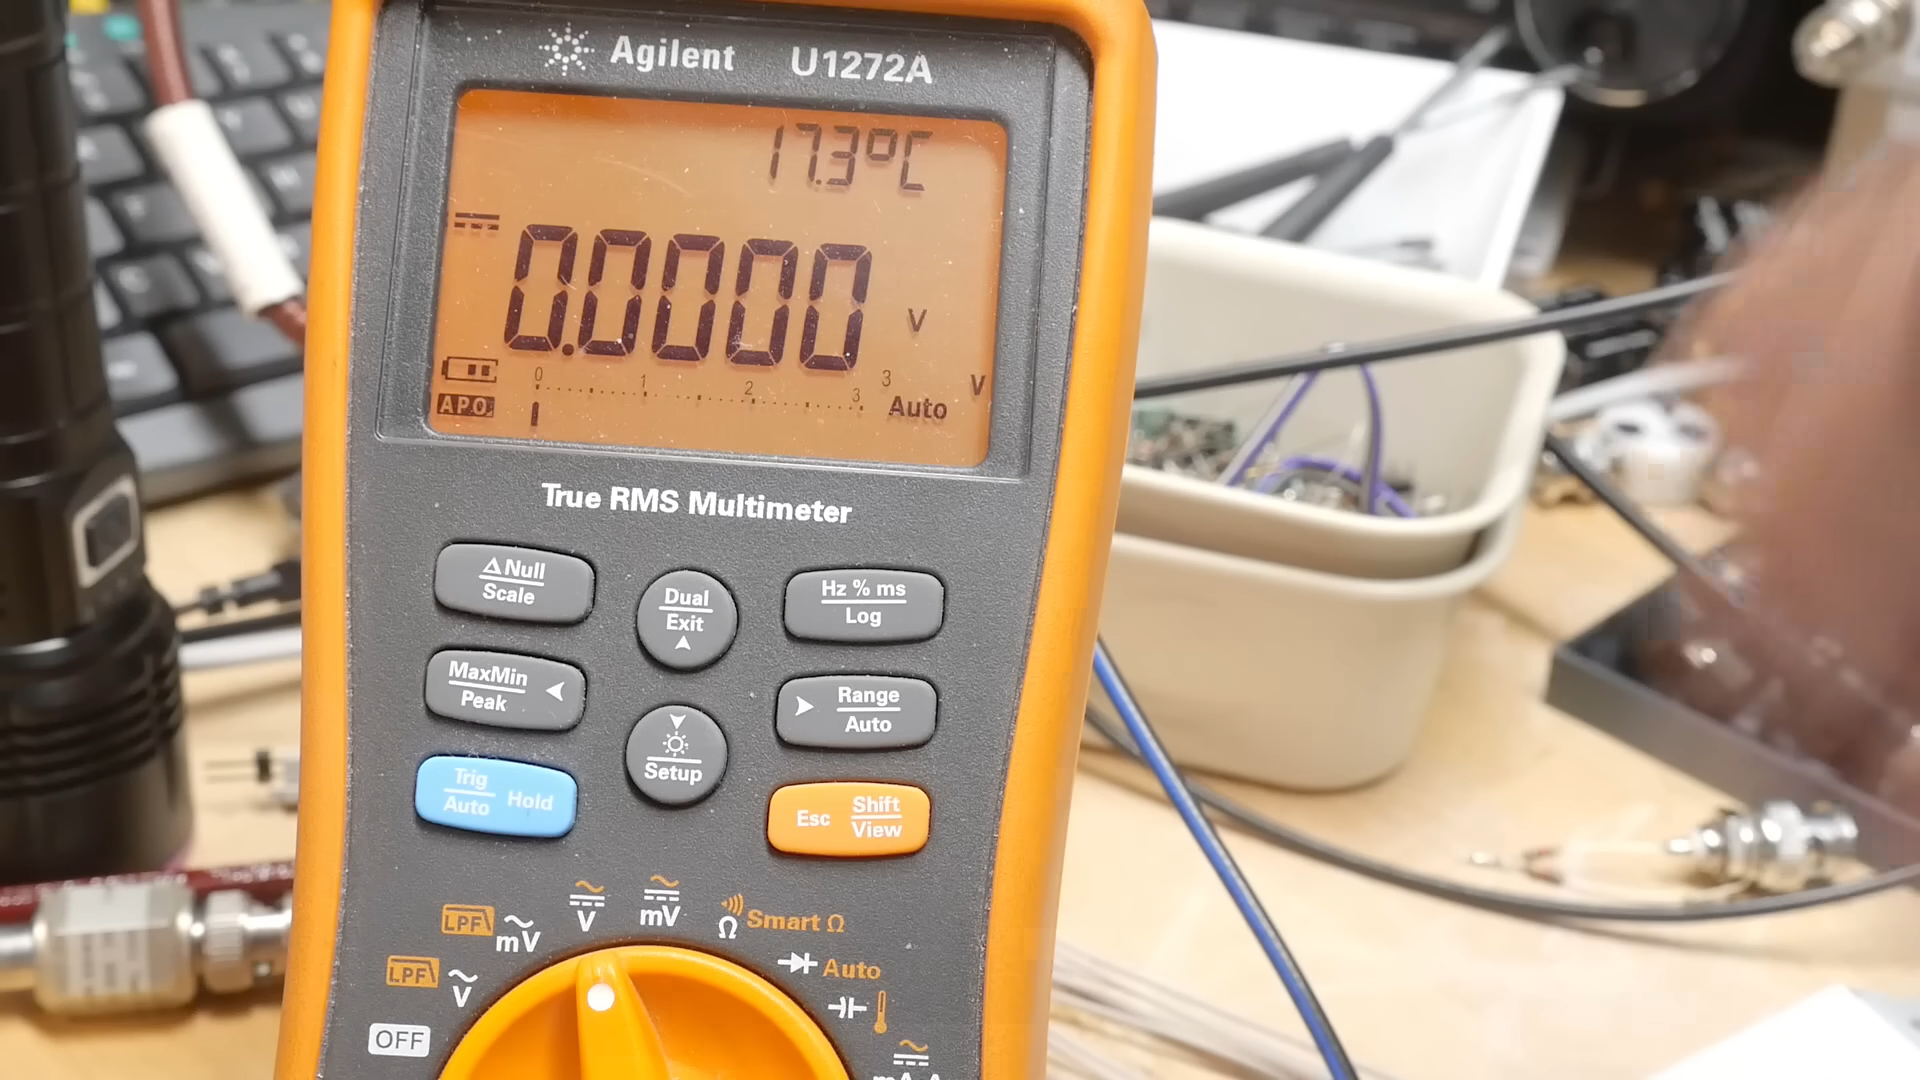 Agilent U1272A
17.3°C
0.0000 V
0 1 2 3 3 V
APO Auto
True RMS Multimeter
ΔNull
Scale
Dual
Exit
Hz % ms
Log
MaxMin
Peak
Range
Auto
Setup
Trig
Auto Hold
Esc Shift
View
LPF mV
V
mV
Ω Smart Ω
LPF V
Auto
OFF